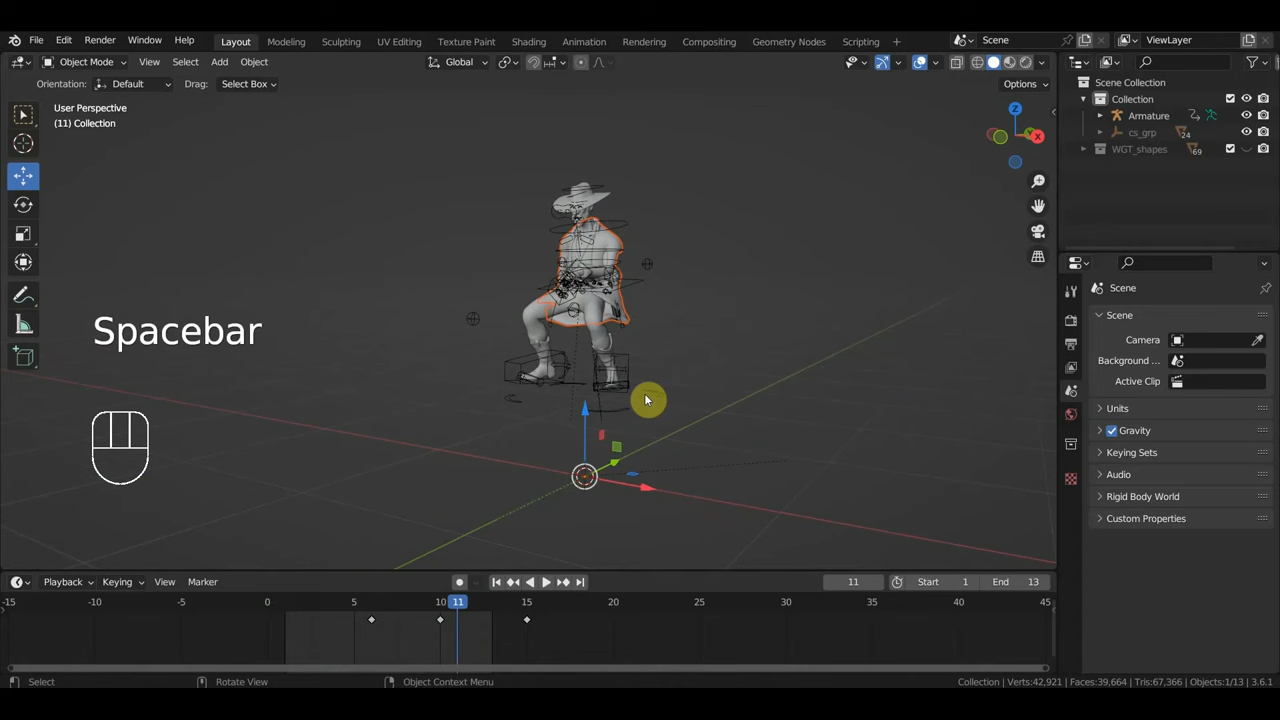 File Edit Render Window Help Layout Modeling Sculpting UV Editing Texture Paint Shading Animation Rendering Compositing Geometry Nodes Scripting + Scene ViewLayer
Object Mode View Select Add Object Global Options
Orientation: Default Drag: Select Box
User Perspective
(11) Collection
Z
X
Spacebar
Scene Collection
Collection
Armature
cs_grp 24
WGT_shapes 69
Scene
Scene
Camera
Background ...
Active Clip
Units
Gravity
Keying Sets
Audio
Rigid Body World
Custom Properties
Playback Keying View Marker 11 Start 1 End 13
-15 -10 -5 0 5 10 11 15 20 25 30 35 40 45
Select Rotate View Object Context Menu Collection | Verts:42,921 | Faces:39,664 | Tris:67,366 | Objects:1/13 | 3.6.1